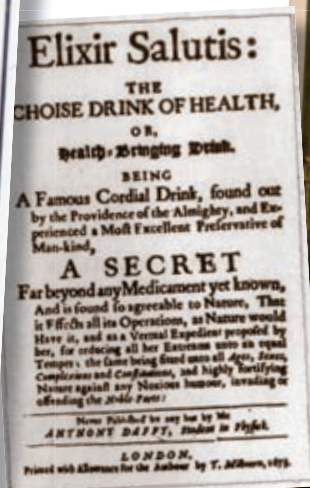 Elixir Salutis:
THE
CHOISE DRINK OF HEALTH,
OR,
Health-Bringing Drink.
BEING
A Famous Cordial Drink, found out
by the Providence of the Almighty, and Ex-
perienced a Most Excellent Preservative of
Man-kind,
A SECRET
Far beyond any Medicament yet known,
And is found so agreeable to Nature, That
it Effects all its Operations, as Nature would
Have it, and as a Vertual Expedient proposed by
her, for reducing all her Extreams unto an equal
Temper; the same being fitted unto all Ages, Sexes,
Complexions and Constitutions, and highly fortifying
Nature against any Noxious humour, invading or
offending the Noble Parts:
Never Published by any but by Me
ANTHONY DAFFY, Student in Physick.
LONDON,
Printed with Allowance for the Author by T. Milbourn, 1673.